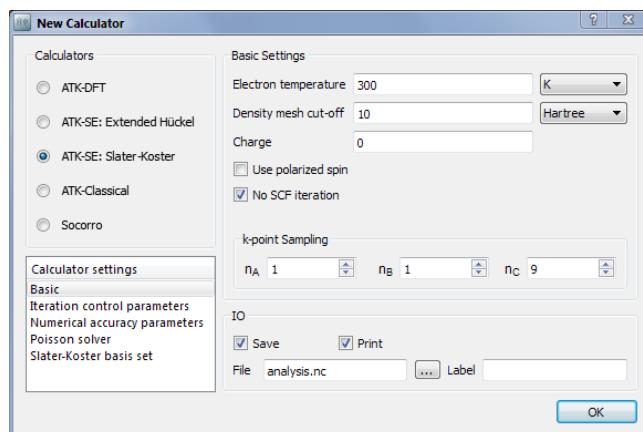 New Calculator
Calculators
ATK-DFT
ATK-SE: Extended Hückel
ATK-SE: Slater-Koster
ATK-Classical
Socorro
Calculator settings
Basic
Iteration control parameters
Numerical accuracy parameters
Poisson solver
Slater-Koster basis set
Basic Settings
Electron temperature 300 K
Density mesh cut-off 10 Hartree
Charge 0
Use polarized spin
No SCF iteration
k-point Sampling
nA 1 nB 1 nC 9
IO
Save Print
File analysis.nc ... Label
OK